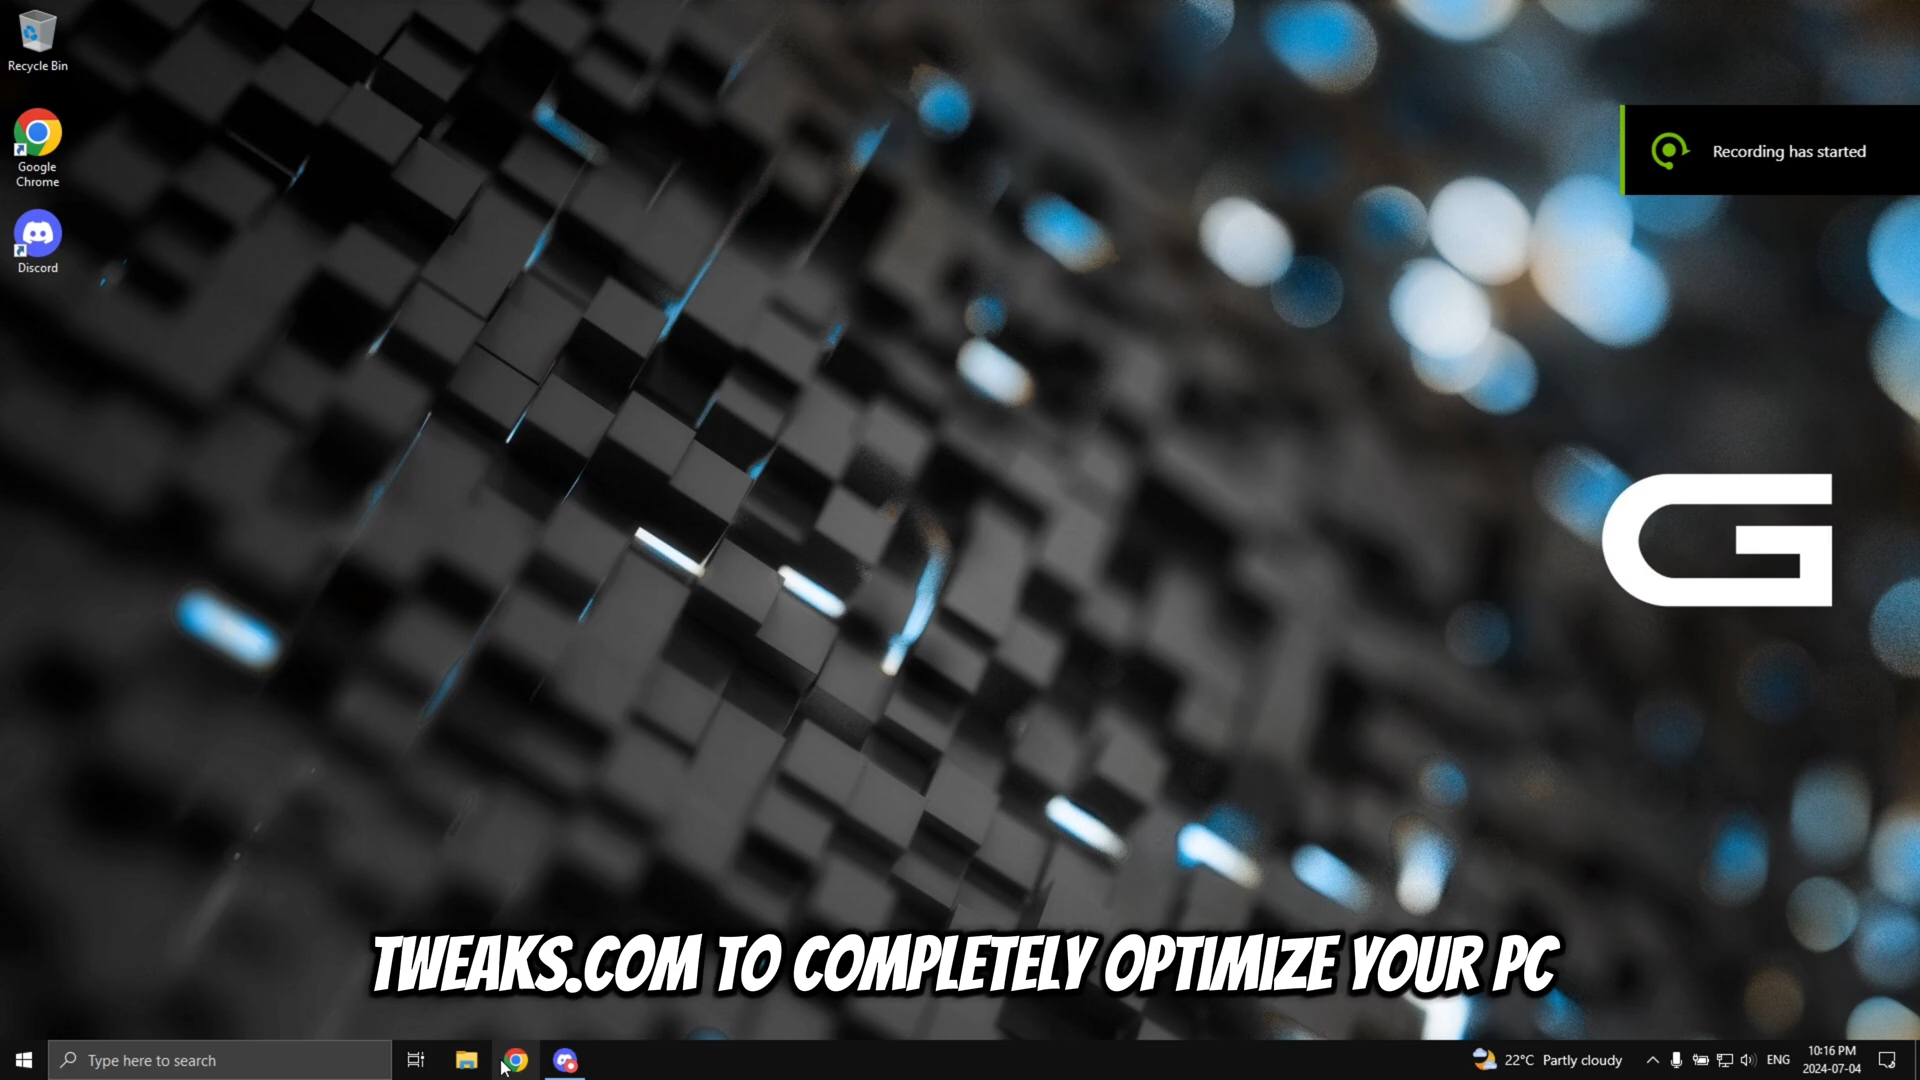 Recycle Bin
Google
Chrome
Discord
Recording has started
G
TWEAKS.COM TO COMPLETELY OPTIMIZE YOUR PC
Type here to search
22°C Partly cloudy
ENG
10:16 PM
2024-07-04